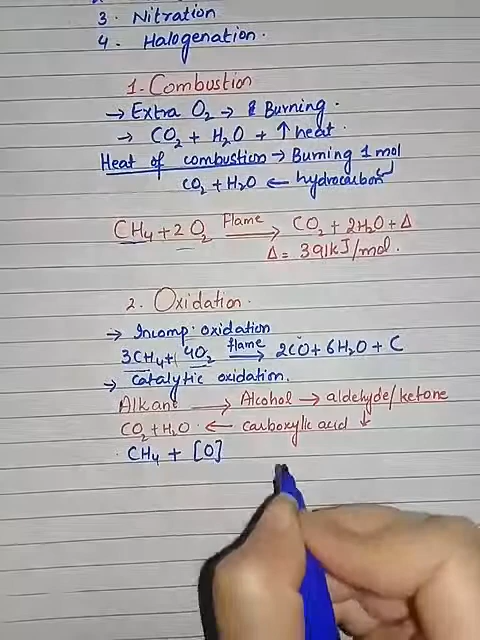 3. Nitration
4. Halogenation.
1. Combustion
→ Extra O₂ → Burning.
→ CO₂ + H₂O + ↑ heat.
Heat of combustion → Burning 1 mol
CO₂ + H₂O ← hydrocarbon
CH₄ + 2O₂ Flame → CO₂ + 2H₂O + Δ
Δ = 391kJ/mol.
2. Oxidation.
→ Incomp. oxidation
3CH₄ + 4O₂ flame → 2CO + 6H₂O + C
→ catalytic oxidation.
Alkane → Alcohol → aldehyde/ketone
CO₂ + H₂O ← carboxylic acid ↓
CH₄ + [O]